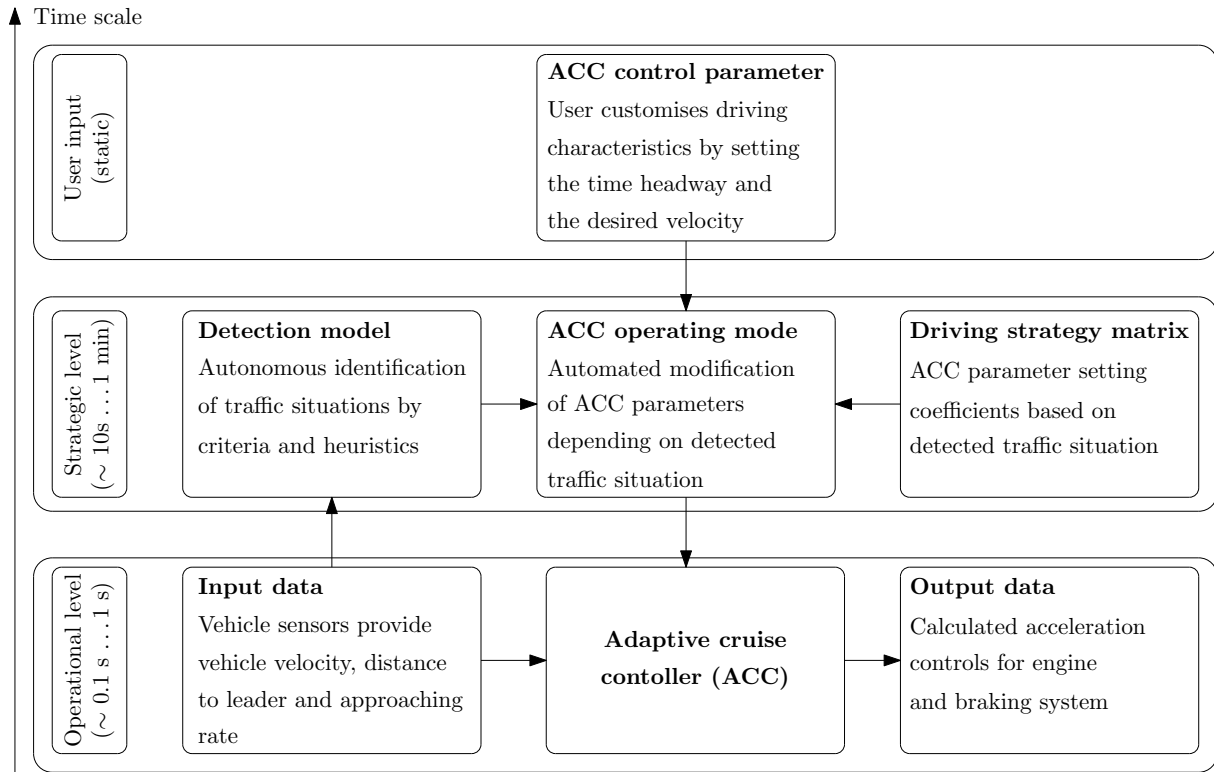 Time scale
User input
(static)
ACC control parameter
User customises driving
characteristics by setting
the time headway and
the desired velocity
Strategic level
(∼ 10s … 1 min)
Detection model
Autonomous identification
of traffic situations by
criteria and heuristics
ACC operating mode
Automated modification
of ACC parameters
depending on detected
traffic situation
Driving strategy matrix
ACC parameter setting
coefficients based on
detected traffic situation
Operational level
(∼ 0.1 s … 1 s)
Input data
Vehicle sensors provide
vehicle velocity, distance
to leader and approaching
rate
Adaptive cruise
contoller (ACC)
Output data
Calculated acceleration
controls for engine
and braking system